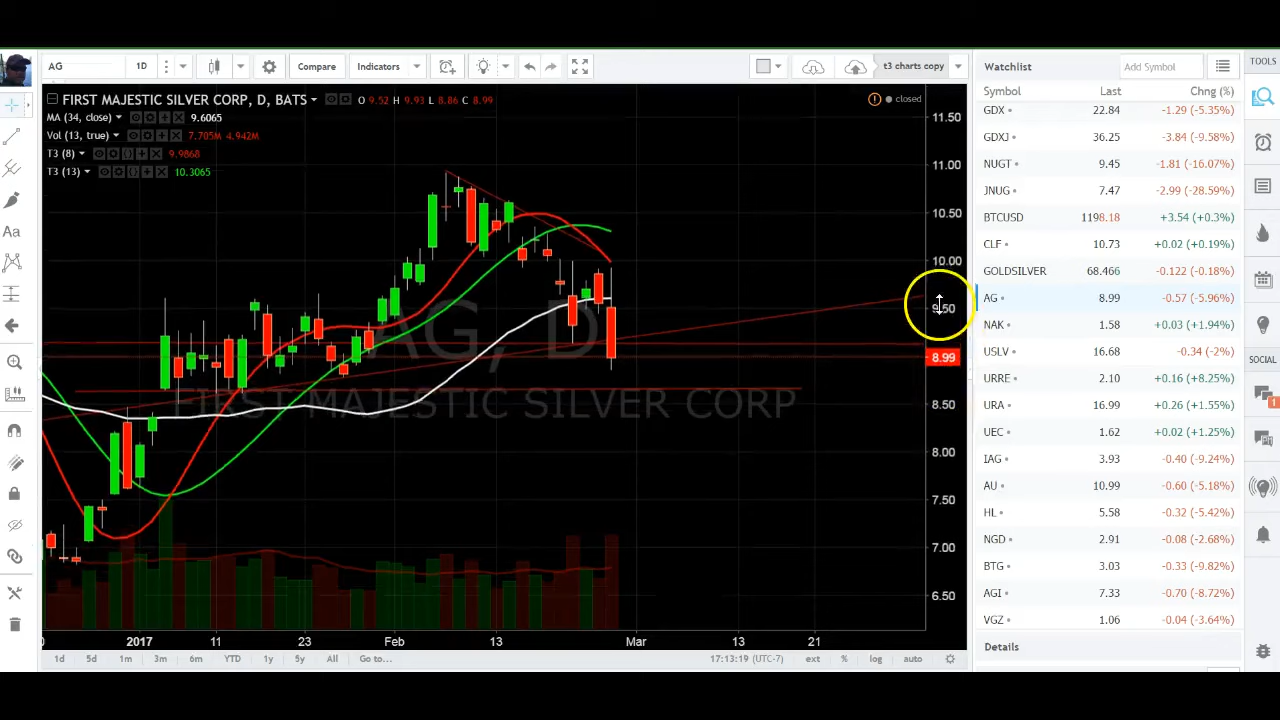 AG 1D Compare Indicators t3 charts copy Watchlist Add Symbol TOOLS
FIRST MAJESTIC SILVER CORP, D, BATS O 9.52 H 9.93 L 8.86 C 8.99 closed
MA (34, close) 9.6065
Vol (13, true) 7.705M 4.942M
T3 (8) 9.9868
T3 (13) 10.3065
AG, D
FIRST MAJESTIC SILVER CORP
11.50
11.00
10.50
10.00
9.50
8.99
8.50
8.00
7.50
7.00
6.50
2017 11 23 Feb 13 Mar 13 21
1d 5d 1m 3m 6m YTD 1y 5y All Go to... 17:13:19 (UTC-7) ext % log auto
Symbol Last Chng (%)
GDX 22.84 -1.29 (-5.35%)
GDXJ 36.25 -3.84 (-9.58%)
NUGT 9.45 -1.81 (-16.07%)
JNUG 7.47 -2.99 (-28.59%)
BTCUSD 1198.18 +3.54 (+0.3%)
CLF 10.73 +0.02 (+0.19%)
GOLDSILVER 68.466 -0.122 (-0.18%)
AG 8.99 -0.57 (-5.96%)
NAK 1.58 +0.03 (+1.94%)
USLV 16.68 -0.34 (-2%)
URRE 2.10 +0.16 (+8.25%)
URA 16.99 +0.26 (+1.55%)
UEC 1.62 +0.02 (+1.25%)
IAG 3.93 -0.40 (-9.24%)
AU 10.99 -0.60 (-5.18%)
HL 5.58 -0.32 (-5.42%)
NGD 2.91 -0.08 (-2.68%)
BTG 3.03 -0.33 (-9.82%)
AGI 7.33 -0.70 (-8.72%)
VGZ 1.06 -0.04 (-3.64%)
Details
SOCIAL
1
Aa